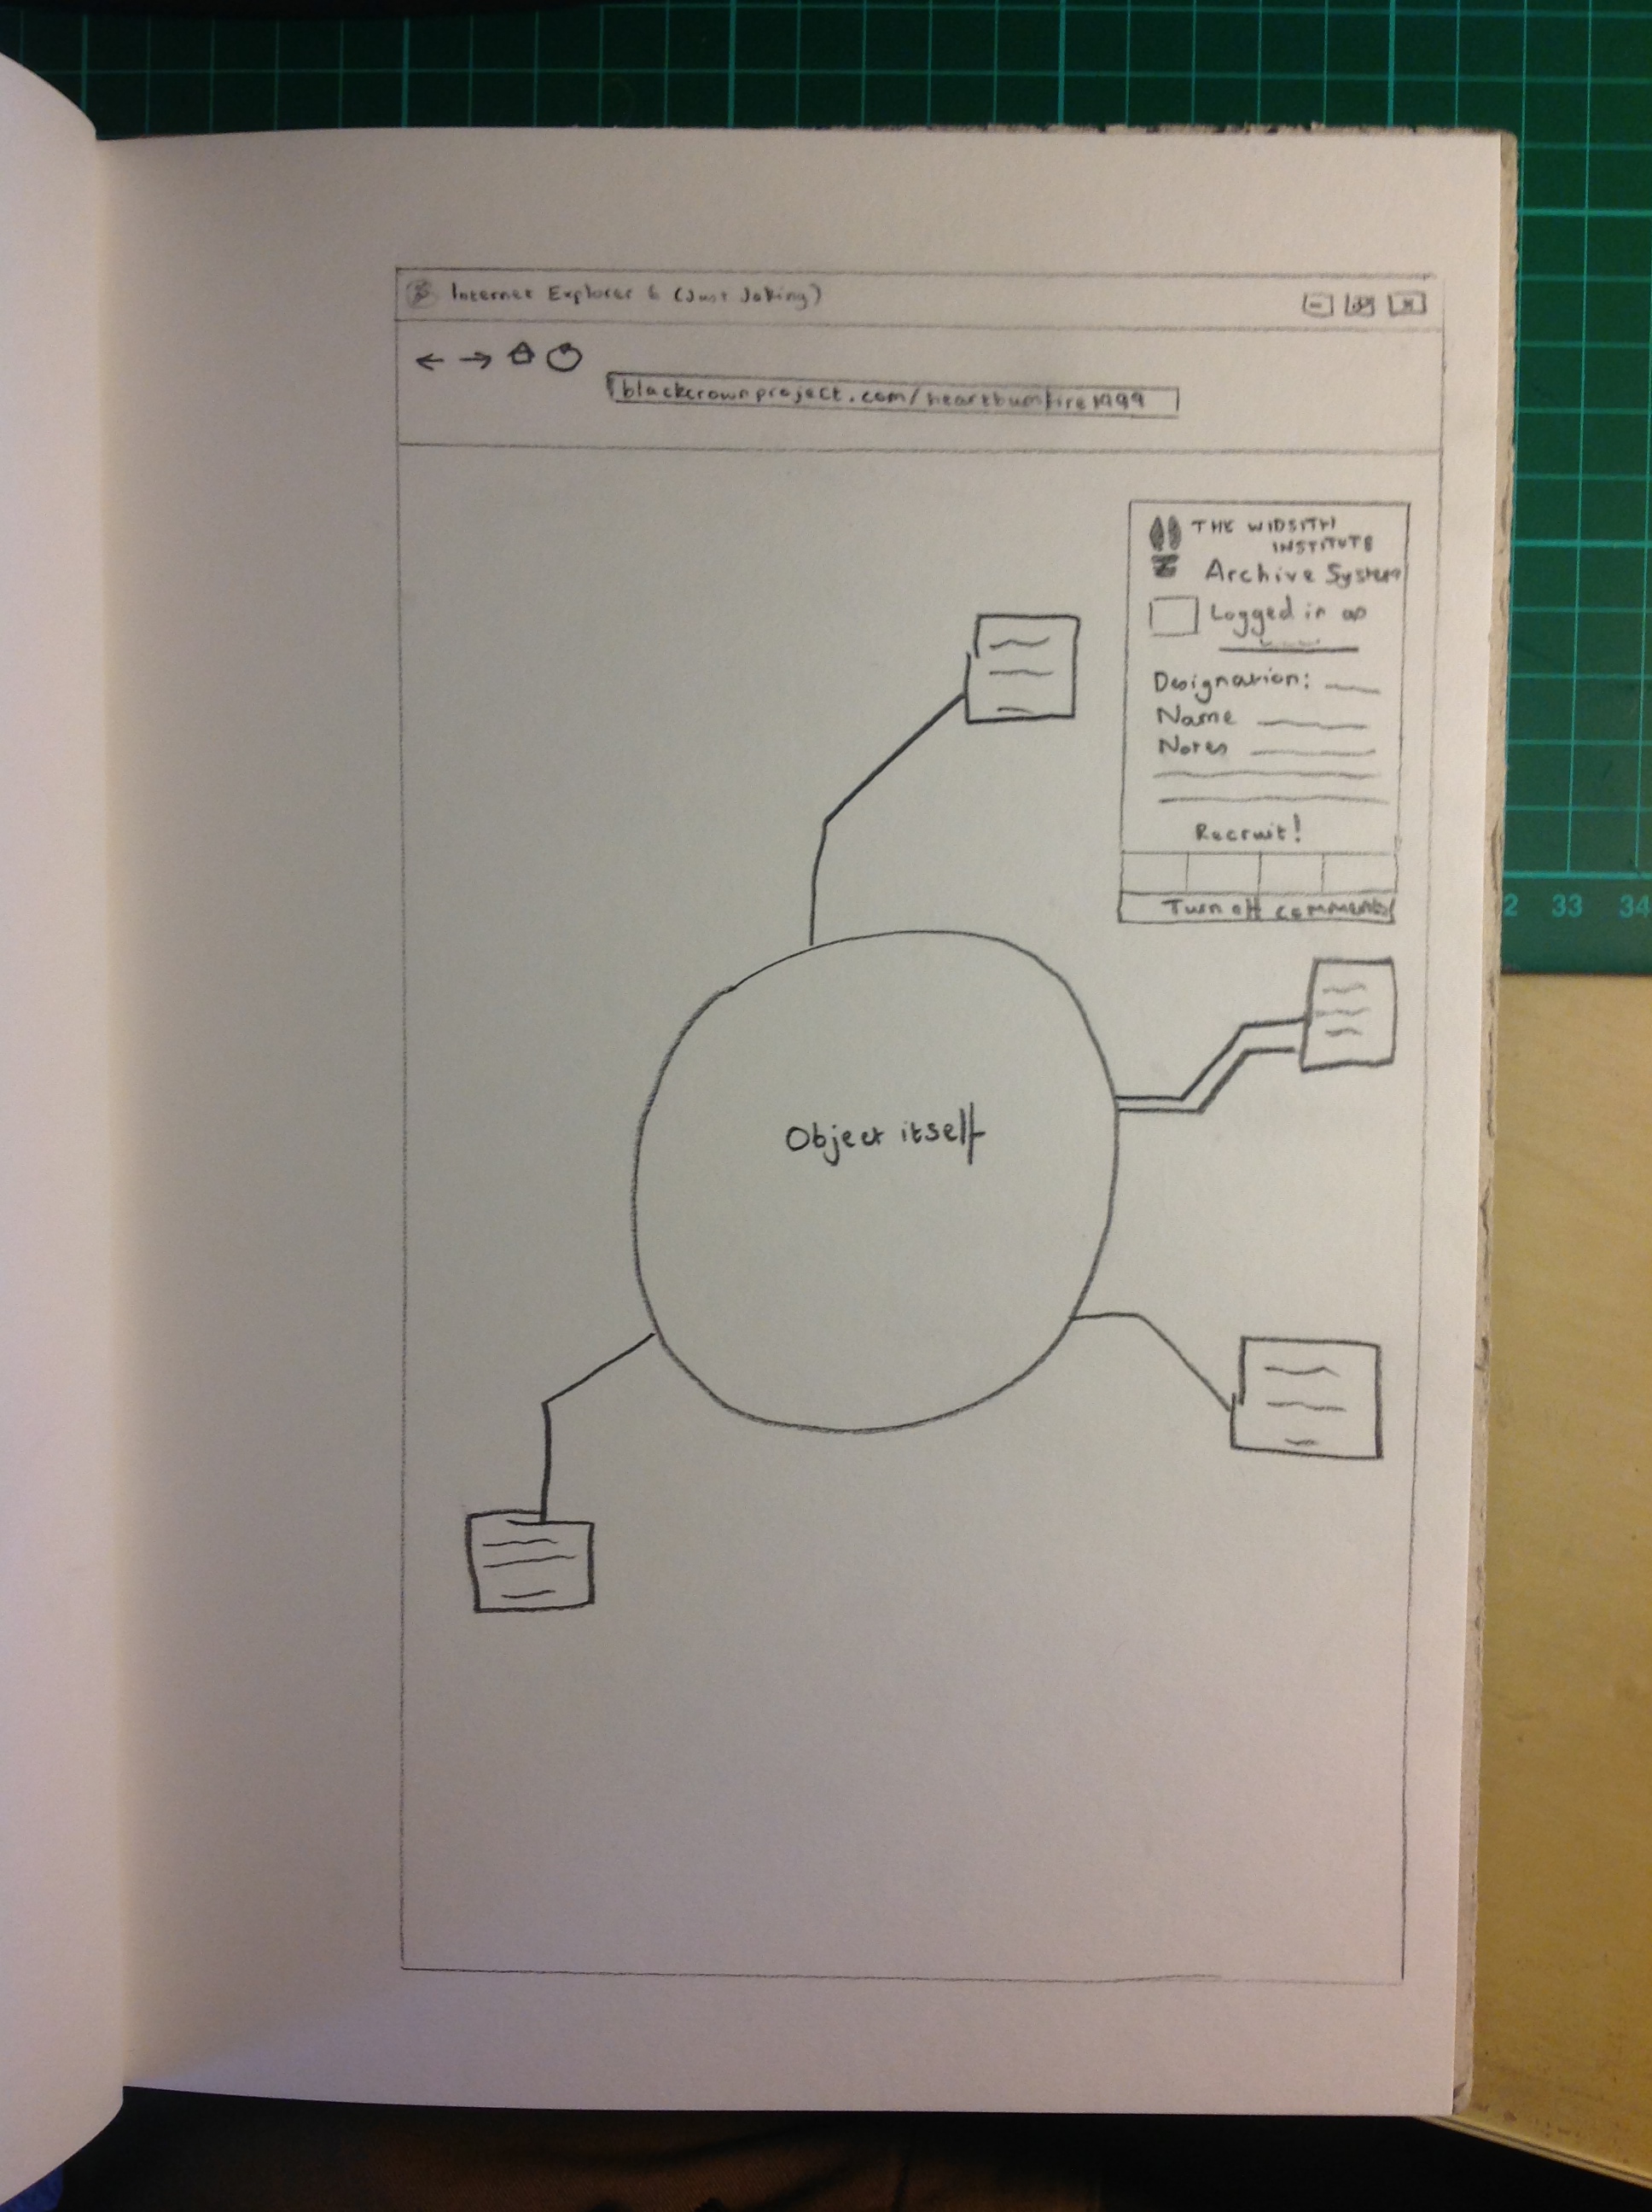 Internet Explorer 6 (Just Joking)
blackcrownproject.com/heartburnfire1999
THE WIDSITH
INSTITUTE
Archive System
Logged in as
Designation:
Name
Notes
Recruit!
Turn off comments
Object itself
33 34